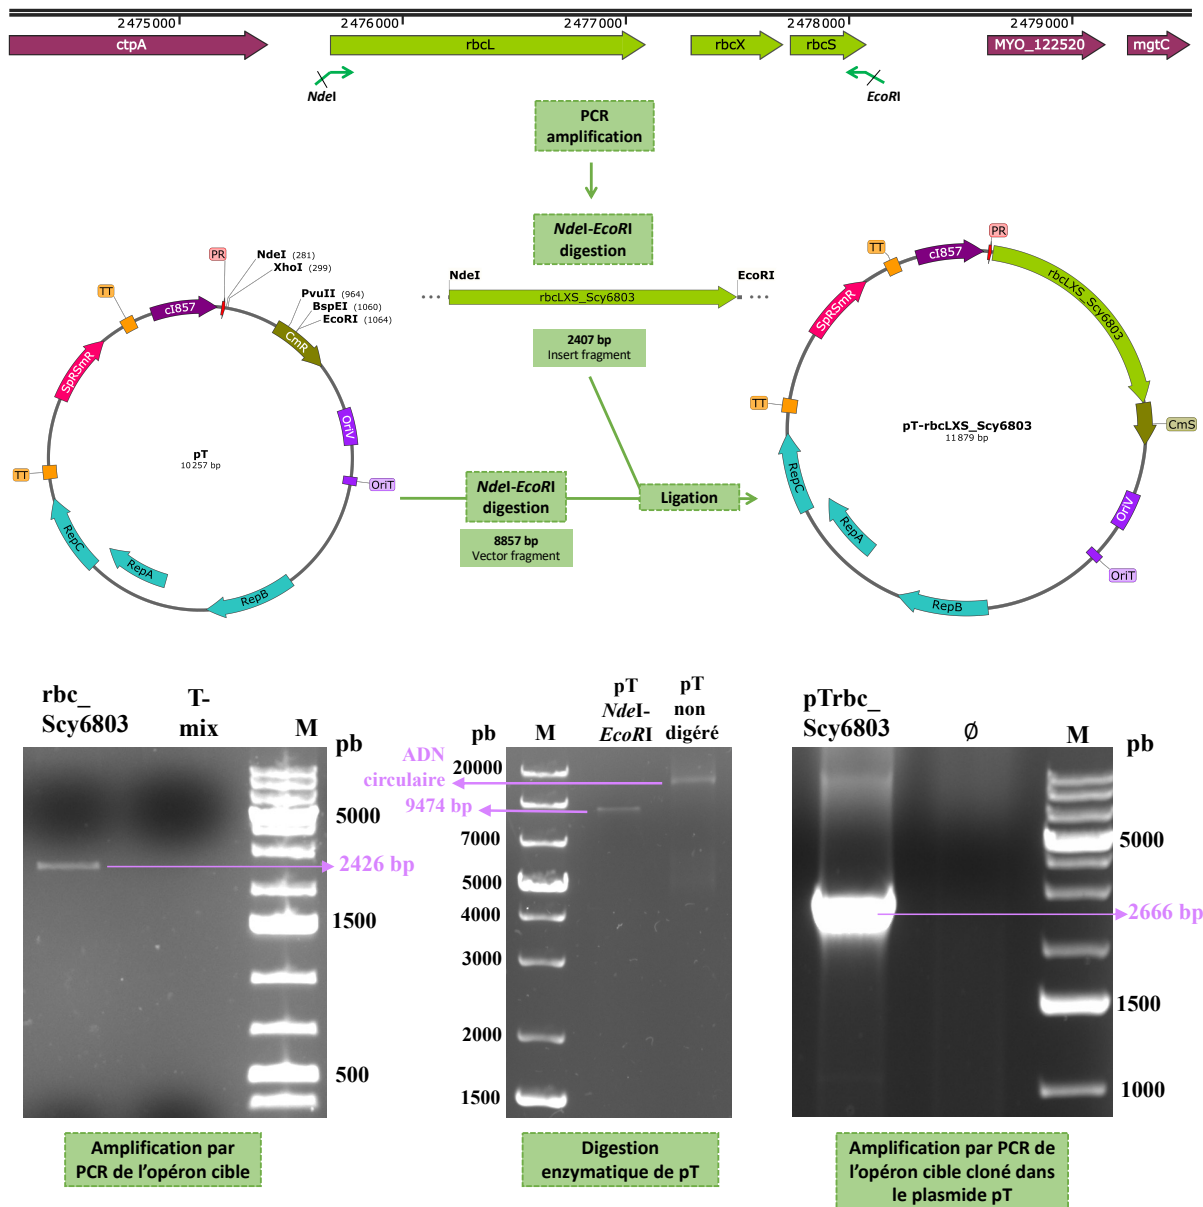 2475000
2476000
2477000
2478000
2479000
ctpA
rbcL
rbcX
rbcS
MYO_122520
mgtC
NdeI
EcoRI
PCR
amplification
NdeI-EcoRI
digestion
NdeI
EcoRI
rbcLXS_Scy6803
2407 bp
Insert fragment
PR
NdeI (281)
XhoI (299)
PvuII (964)
BspEI (1060)
EcoRI (1064)
TT
cI857
CmR
SpRSmR
OriV
pT
10 257 bp
TT
OriT
RepC
RepA
RepB
NdeI-EcoRI
digestion
8857 bp
Vector fragment
Ligation
PR
TT
cI857
rbcLXS_Scy6803
SpRSmR
TT
CmS
pT-rbcLXS_Scy6803
11 879 bp
RepC
RepA
OriV
OriT
RepB
rbc_
Scy6803
T-
mix
M
pb
5000
2426 bp
1500
500
Amplification par
PCR de l'opéron cible
pb
M
pT
NdeI-
EcoRI
pT
non
digéré
ADN
circulaire
9474 bp
20000
7000
5000
4000
3000
2000
1500
Digestion
enzymatique de pT
pTrbc_
Scy6803
Ø
M
pb
5000
2666 bp
1500
1000
Amplification par PCR de
l'opéron cible cloné dans
le plasmide pT